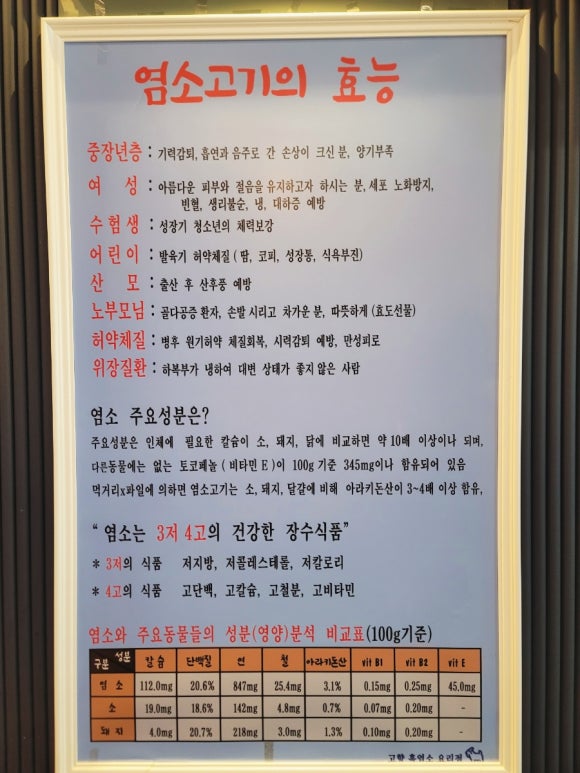 염소고기의 효능
중장년층 : 기력감퇴, 흡연과 음주로 간 손상이 크신 분, 양기부족
여 성 : 아름다운 피부와 젊음을 유지하고자 하시는 분, 세포 노화방지,
빈혈, 생리불순, 냉, 대하증 예방
수 험 생 : 성장기 청소년의 체력보강
어 린 이 : 발육기 허약체질 ( 땀, 코피, 성장통, 식욕부진)
산 모 : 출산 후 산후풍 예방
노부모님 : 골다공증 환자, 손발 시리고 차가운 분, 따뜻하게 (효도선물)
허약체질 : 병후 원기허약 체질회복, 시력감퇴 예방, 만성피로
위장질환 : 하복부가 냉하여 대변 상태가 좋지 않은 사람
염소 주요성분은?
주요성분은 인체에 필요한 칼슘이 소, 돼지, 닭에 비교하면 약 10배 이상이나 되며,
다른동물에는 없는 토코페놀 ( 비타민 E ) 이 100g 기준 345mg이나 함유되어 있음
먹거리x파일에 의하면 염소고기는 소, 돼지, 달걀에 비해 아라키돈산이 3~4배 이상 함유,
“ 염소는 3저 4고의 건강한 장수식품”
* 3저의 식품 저지방, 저콜레스테롤, 저칼로리
* 4고의 식품 고단백, 고칼슘, 고철분, 고비타민
염소와 주요동물들의 성분(영양)분석 비교표(100g기준)
구분 성분 칼슘 단백질 인 철 아라키돈산 vit B1 vit B2 vit E
염 소 112.0mg 20.6% 847mg 25.4mg 3.1% 0.15mg 0.25mg 45.0mg
소 19.0mg 18.6% 142mg 4.8mg 0.7% 0.07mg 0.20mg -
돼 지 4.0mg 20.7% 218mg 3.0mg 1.3% 0.10mg 0.20mg -
고향 흑염소 요리점